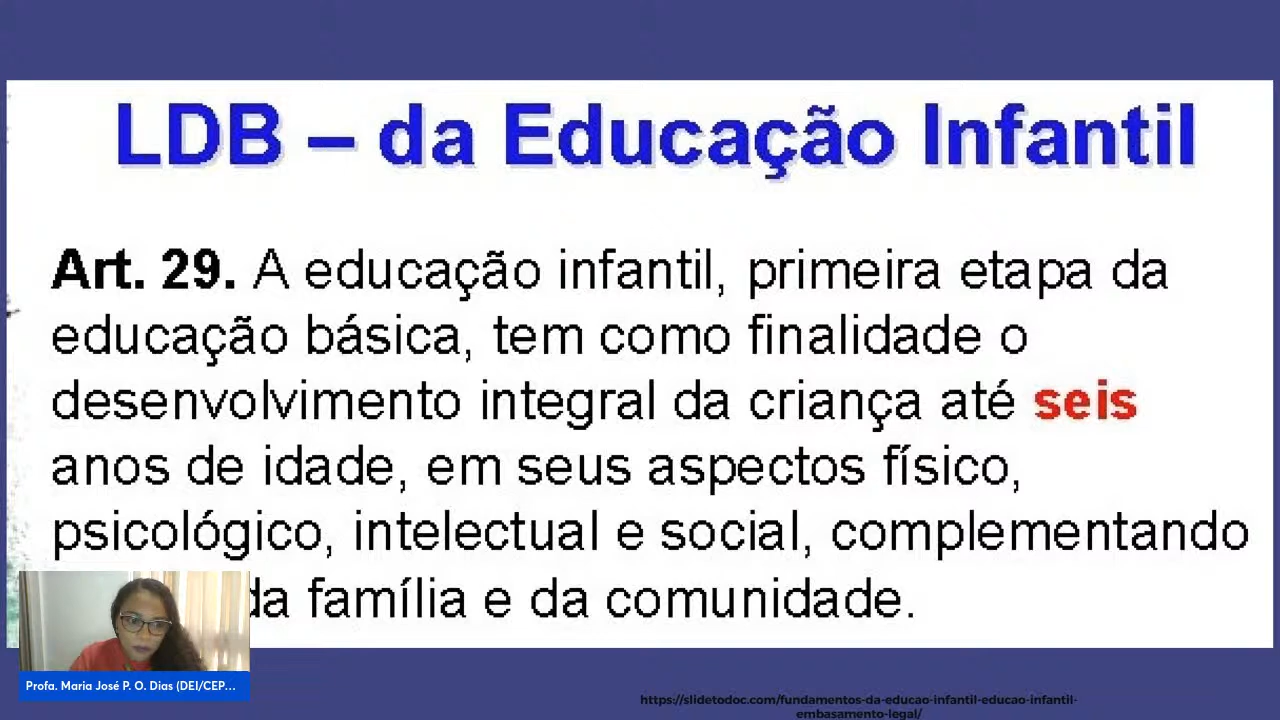 LDB – da Educação Infantil
Art. 29. A educação infantil, primeira etapa da
educação básica, tem como finalidade o
desenvolvimento integral da criança até seis
anos de idade, em seus aspectos físico,
psicológico, intelectual e social, complementando
da família e da comunidade.
Profa. Maria José P. O. Dias (DEI/CEP...
https://slidetodoc.com/fundamentos-da-educao-infantil-educao-infantil-
embasamento-legal/